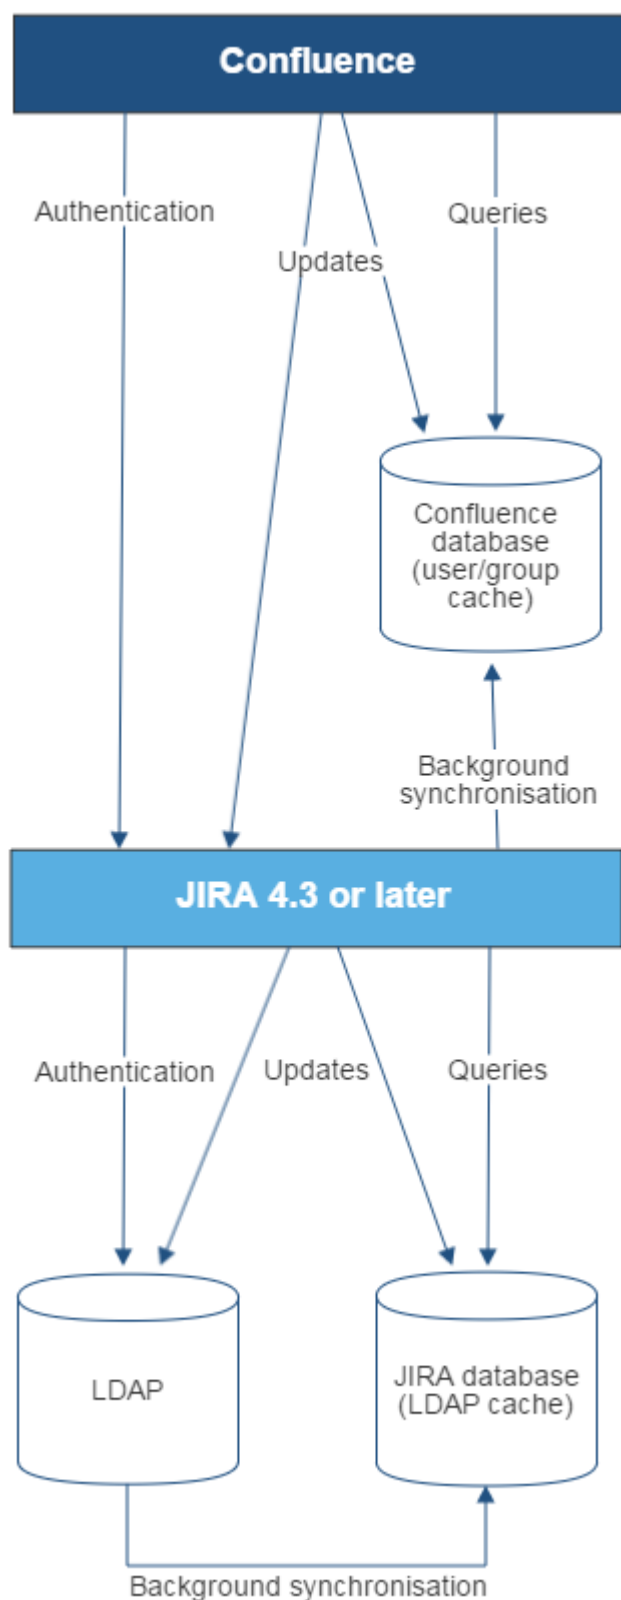 Confluence
Authentication
Updates
Queries
Confluence
database
(user/group
cache)
Background
synchronisation
JIRA 4.3 or later
Authentication
Updates
Queries
LDAP
JIRA database
(LDAP cache)
Background synchronisation